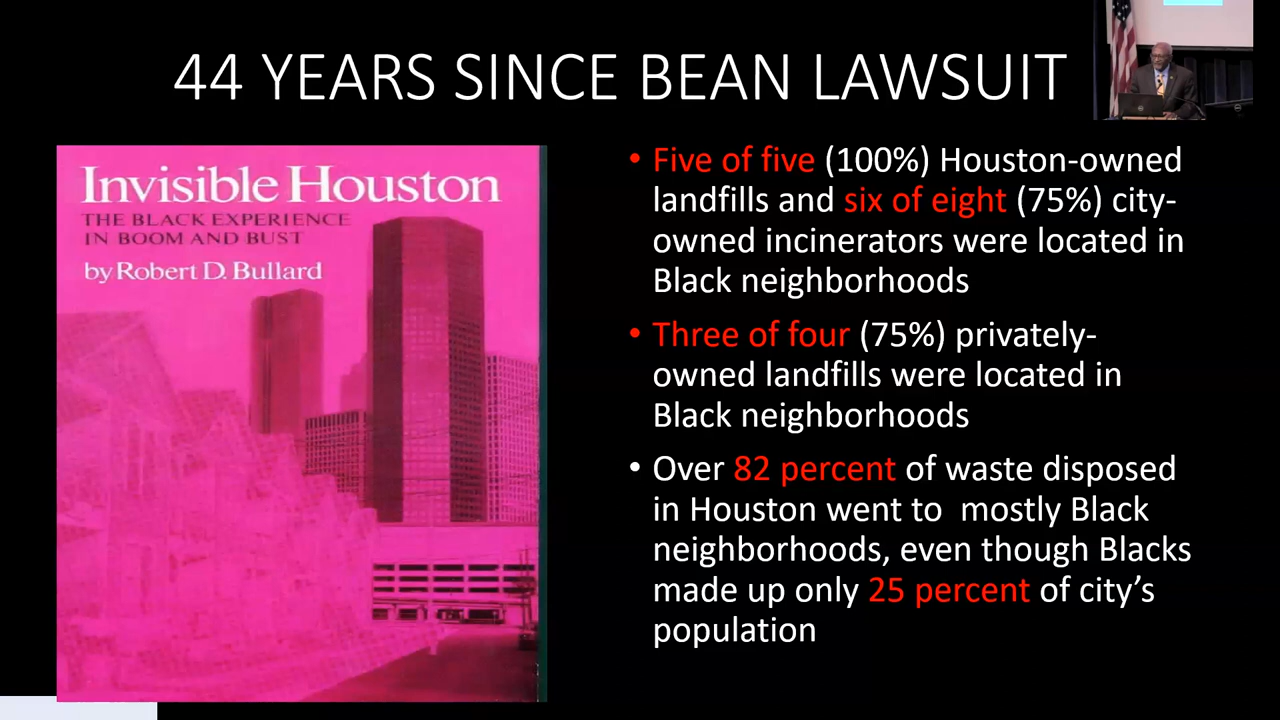 44 YEARS SINCE BEAN LAWSUIT
Invisible Houston
THE BLACK EXPERIENCE
IN BOOM AND BUST
by Robert D. Bullard
• Five of five (100%) Houston-owned
landfills and six of eight (75%) city-
owned incinerators were located in
Black neighborhoods
• Three of four (75%) privately-
owned landfills were located in
Black neighborhoods
• Over 82 percent of waste disposed
in Houston went to  mostly Black
neighborhoods, even though Blacks
made up only 25 percent of city’s
population